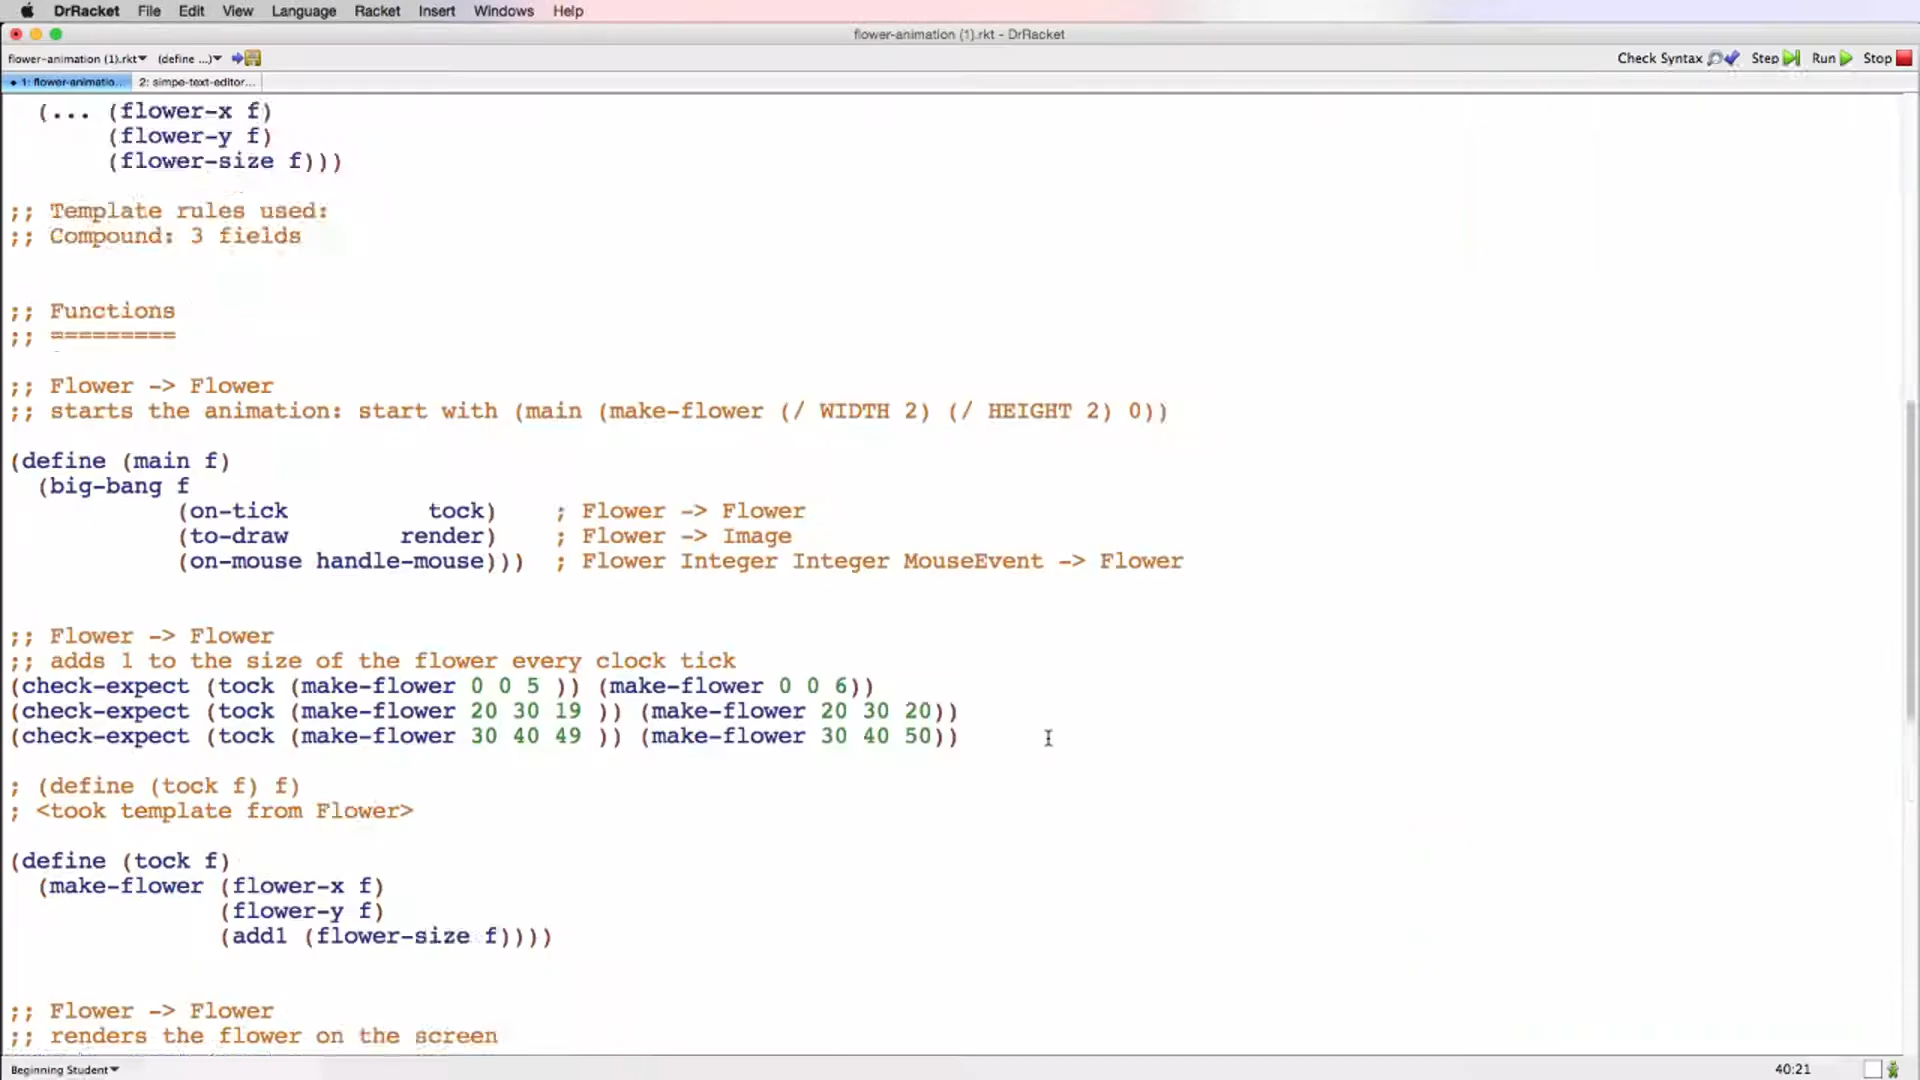 DrRacket File Edit View Language Racket Insert Windows Help
flower-animation (1).rkt - DrRacket
flower-animation (1).rkt▾ (define ...)▾ Check Syntax Step Run Stop
1: flower-animatio... 2: simpe-text-editor...
(... (flower-x f)
(flower-y f)
(flower-size f)))
;; Template rules used:
;; Compound: 3 fields
;; Functions
;; =========
;; Flower -> Flower
;; starts the animation: start with (main (make-flower (/ WIDTH 2) (/ HEIGHT 2) 0))
(define (main f)
(big-bang f
(on-tick tock) ; Flower -> Flower
(to-draw render) ; Flower -> Image
(on-mouse handle-mouse))) ; Flower Integer Integer MouseEvent -> Flower
;; Flower -> Flower
;; adds 1 to the size of the flower every clock tick
(check-expect (tock (make-flower 0 0 5 )) (make-flower 0 0 6))
(check-expect (tock (make-flower 20 30 19 )) (make-flower 20 30 20))
(check-expect (tock (make-flower 30 40 49 )) (make-flower 30 40 50))
; (define (tock f) f)
; <took template from Flower>
(define (tock f)
(make-flower (flower-x f)
(flower-y f)
(add1 (flower-size f))))
;; Flower -> Flower
;; renders the flower on the screen
Beginning Student▾ 40:21